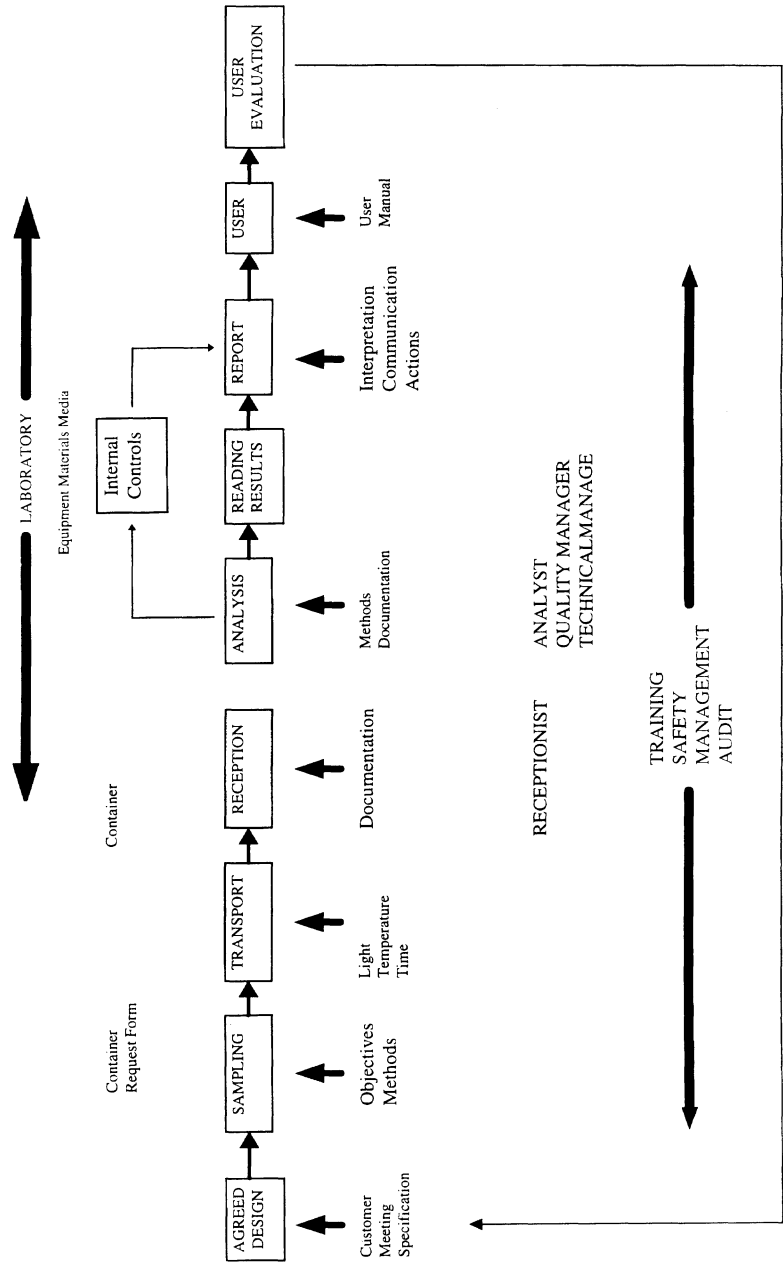 LABORATORY
Equipment Materials Media
Container
Request Form
Container
Internal
Controls
AGREED
DESIGN
SAMPLING
TRANSPORT
RECEPTION
ANALYSIS
READING
RESULTS
REPORT
USER
USER
EVALUATION
Customer
Meeting
Specification
Objectives
Methods
Light
Temperature
Time
Documentation
Methods
Documentation
Interpretation
Communication
Actions
User
Manual
RECEPTIONIST
ANALYST
QUALITY MANAGER
TECHNICALMANAGE
TRAINING
SAFETY
MANAGEMENT
AUDIT